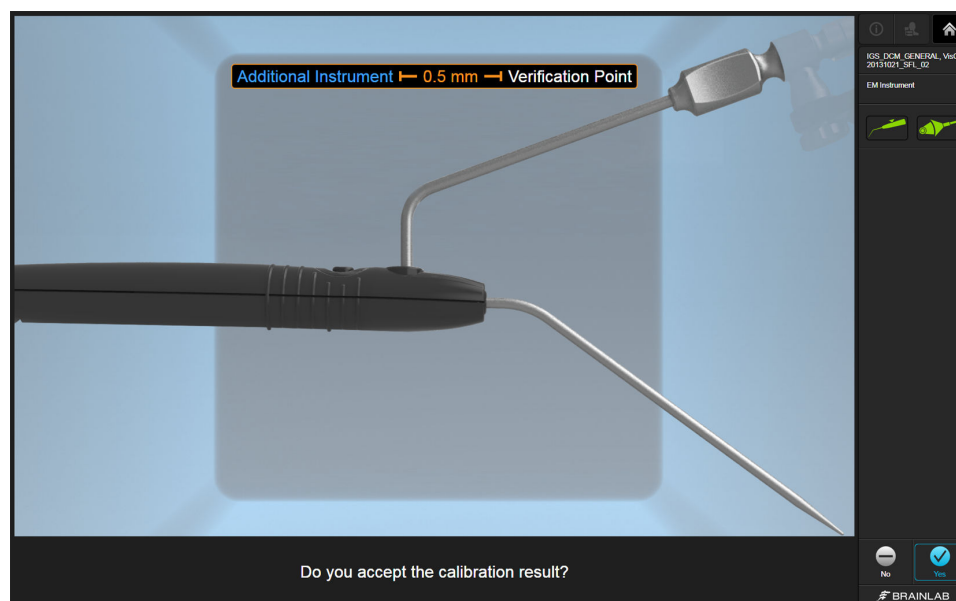 Additional Instrument 0.5 mm Verification Point
IGS_DCM_GENERAL,
20131021_SFL_02
EM Instrument
Do you accept the calibration result?
No
Yes
BRAINLAB